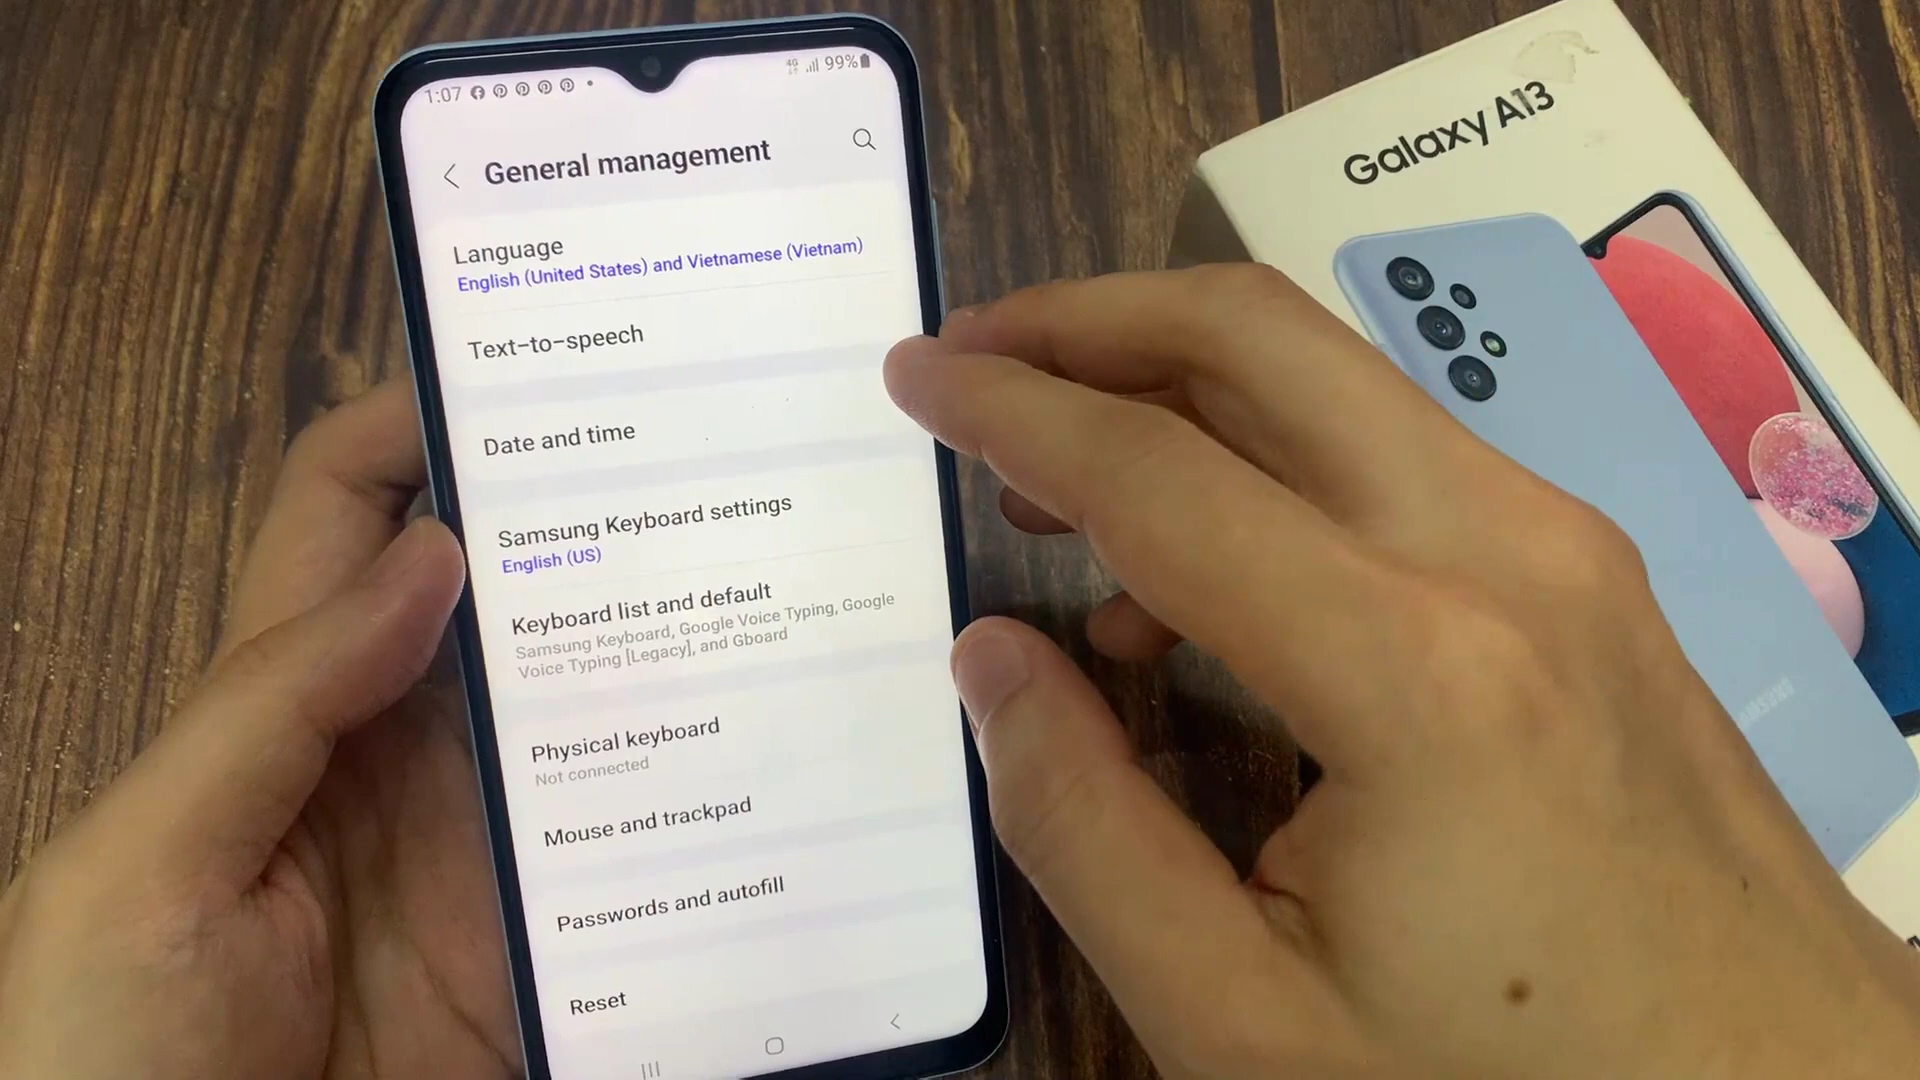 1:07
4G
99%
General management
Language
English (United States) and Vietnamese (Vietnam)
Text-to-speech
Date and time
Samsung Keyboard settings
English (US)
Keyboard list and default
Samsung Keyboard, Google Voice Typing, Google
Voice Typing [Legacy], and Gboard
Physical keyboard
Not connected
Mouse and trackpad
Passwords and autofill
Reset
Galaxy A13
SAMSUNG